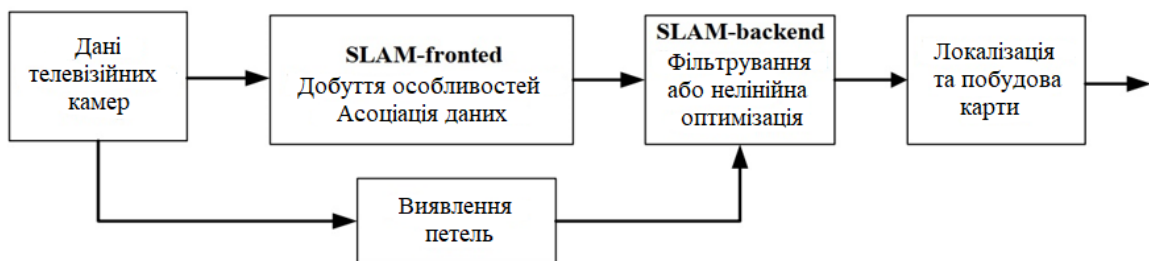 Дані
телевізійних
камер
SLAM-fronted
Добуття особливостей
Асоціація даних
SLAM-backend
Фільтрування
або нелінійна
оптимізація
Локалізація
та побудова
карти
Виявлення
петель